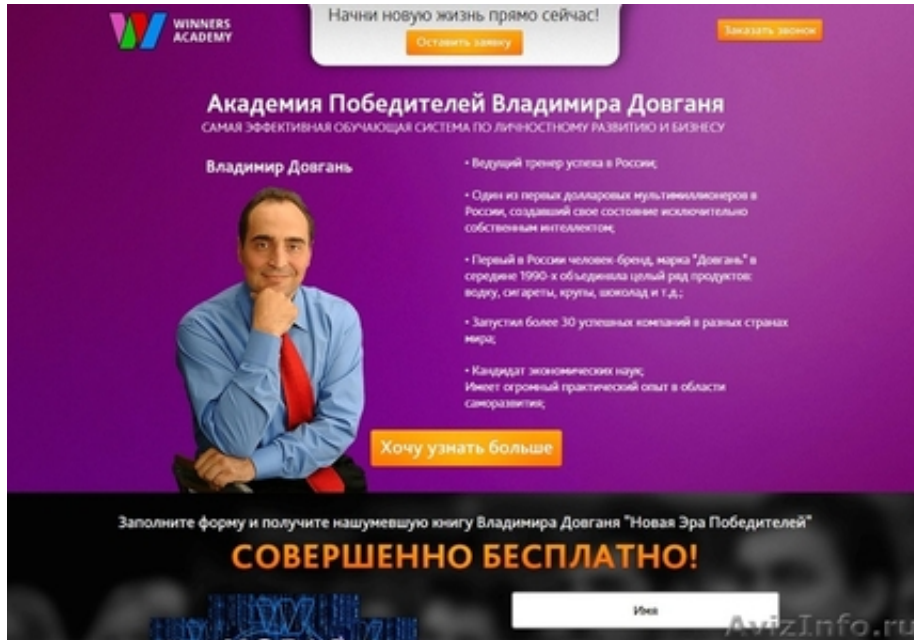 WINNERS
ACADEMY
Начни новую жизнь прямо сейчас!
Оставить заявку
Заказать звонок
Академия Победителей Владимира Довганя
САМАЯ ЭФФЕКТИВНАЯ ОБУЧАЮЩАЯ СИСТЕМА ПО ЛИЧНОСТНОМУ РАЗВИТИЮ И БИЗНЕСУ
Владимир Довгань
• Ведущий тренер успеха в России;
• Один из первых долларовых мультимиллионеров в
России, создавший свое состояние исключительно
собственным интеллектом;
• Первый в России человек-бренд, марка "Довгань" в
середине 1990-х объединяла целый ряд продуктов:
водку, сигареты, крупы, шоколад и т.д.;
• Запустил более 30 успешных компаний в разных странах
мира;
• Кандидат экономических наук;
Имеет огромный практический опыт в области
саморазвития;
Хочу узнать больше
Заполните форму и получите нашумевшую книгу Владимира Довганя "Новая Эра Победителей"
СОВЕРШЕННО БЕСПЛАТНО!
Имя
AvizInfo.ru